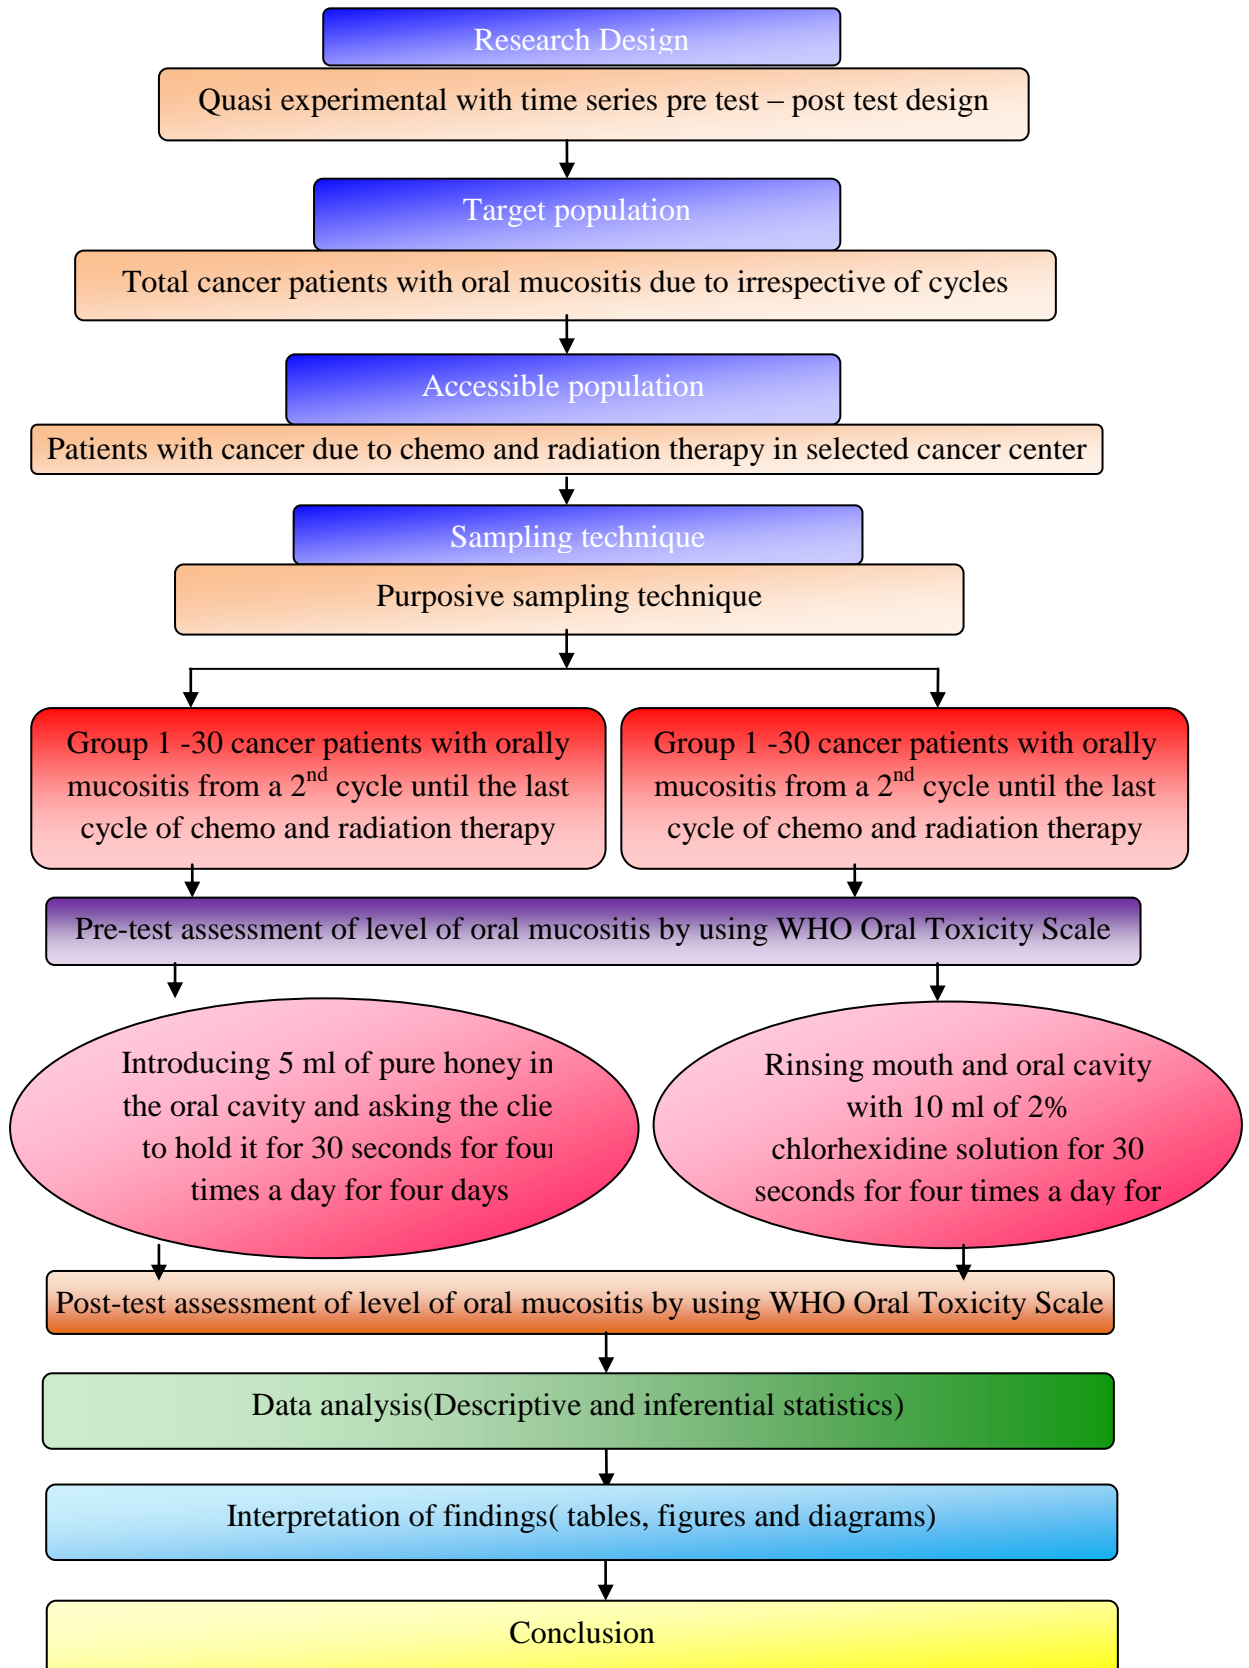 Research Design
Quasi experimental with time series pre test – post test design
Target population
Total cancer patients with oral mucositis due to irrespective of cycles
Accessible population
Patients with cancer due to chemo and radiation therapy in selected cancer center
Sampling technique
Purposive sampling technique
Group 1 -30 cancer patients with orally
mucositis from a 2nd cycle until the last
cycle of chemo and radiation therapy
Group 1 -30 cancer patients with orally
mucositis from a 2nd cycle until the last
cycle of chemo and radiation therapy
Pre-test assessment of level of oral mucositis by using WHO Oral Toxicity Scale
Introducing 5 ml of pure honey in
the oral cavity and asking the clie
to hold it for 30 seconds for four
times a day for four days
Rinsing mouth and oral cavity
with 10 ml of 2%
chlorhexidine solution for 30
seconds for four times a day for
Post-test assessment of level of oral mucositis by using WHO Oral Toxicity Scale
Data analysis(Descriptive and inferential statistics)
Interpretation of findings( tables, figures and diagrams)
Conclusion